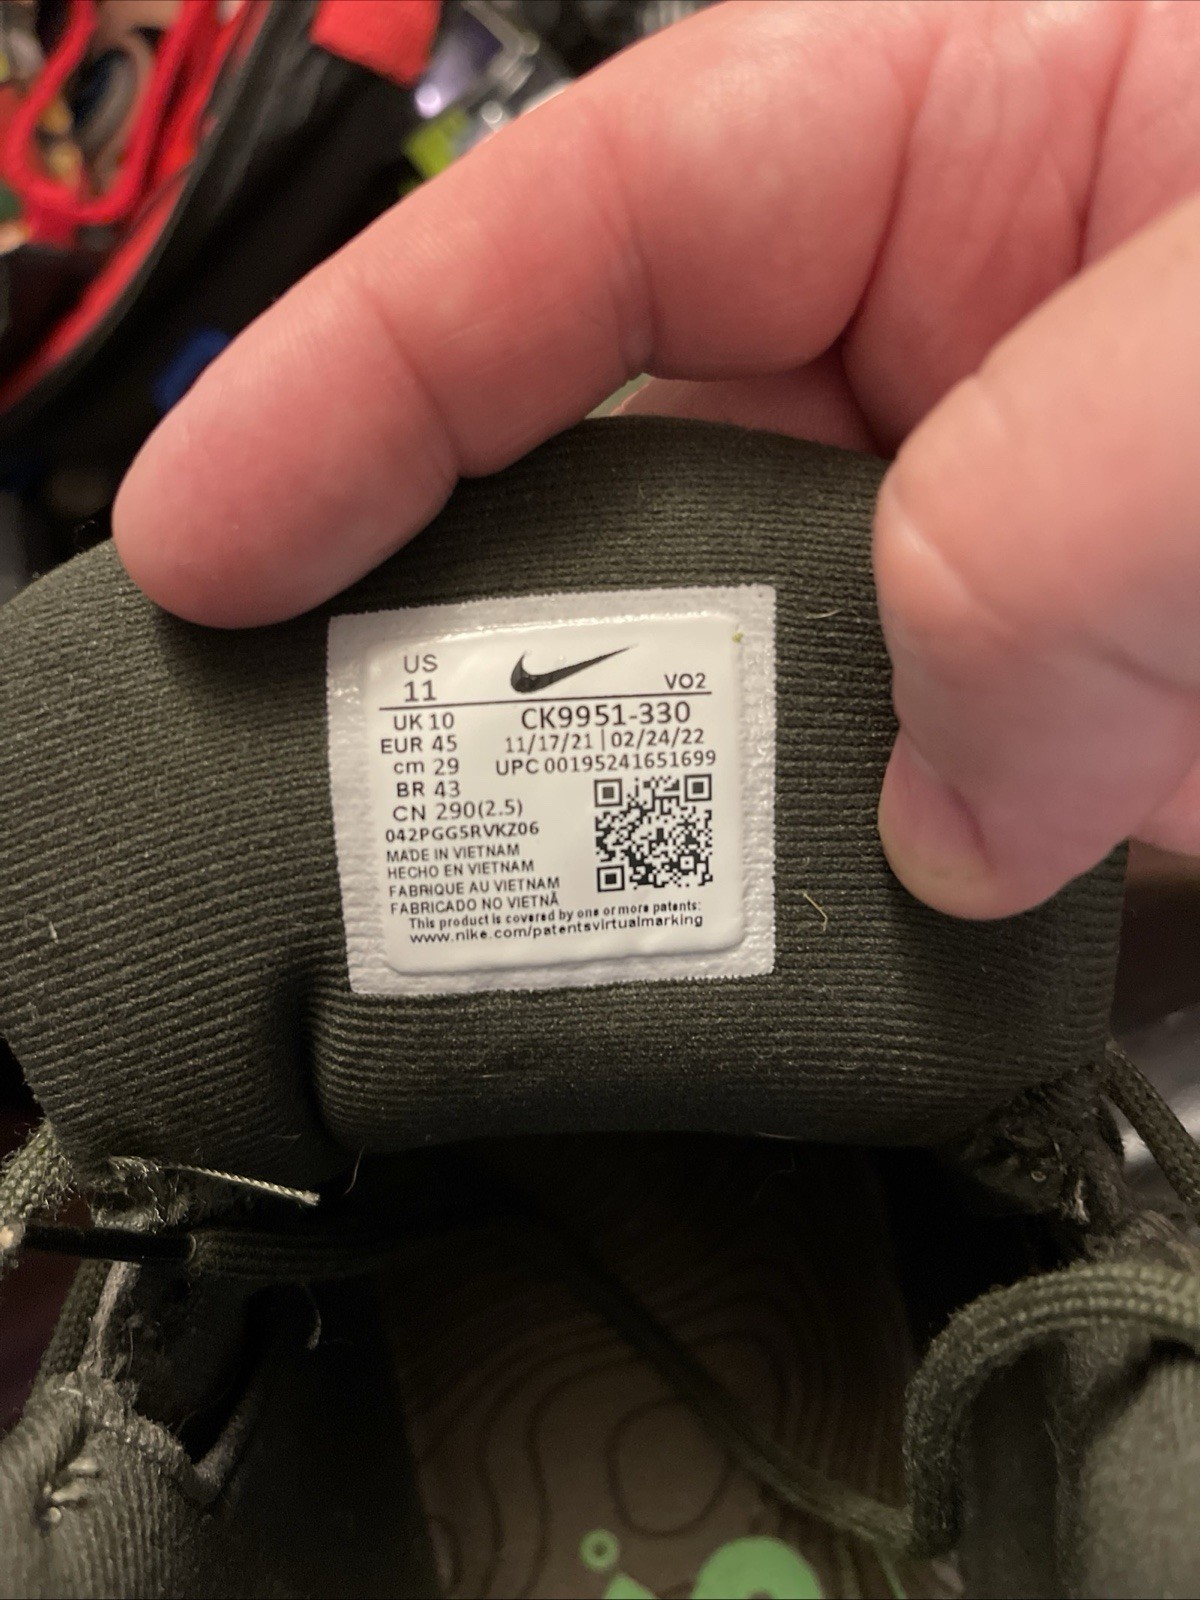 US
11
VO2
UK 10
CK9951-330
EUR 45
11/17/21 | 02/24/22
cm 29
UPC 00195241651699
BR 43
CN 290(2.5)
042PGG5RVKZ06
MADE IN VIETNAM
HECHO EN VIETNAM
FABRIQUE AU VIETNAM
FABRICADO NO VIETNÃ
This product is covered by one or more patents:
www.nike.com/patentsvirtualmarking